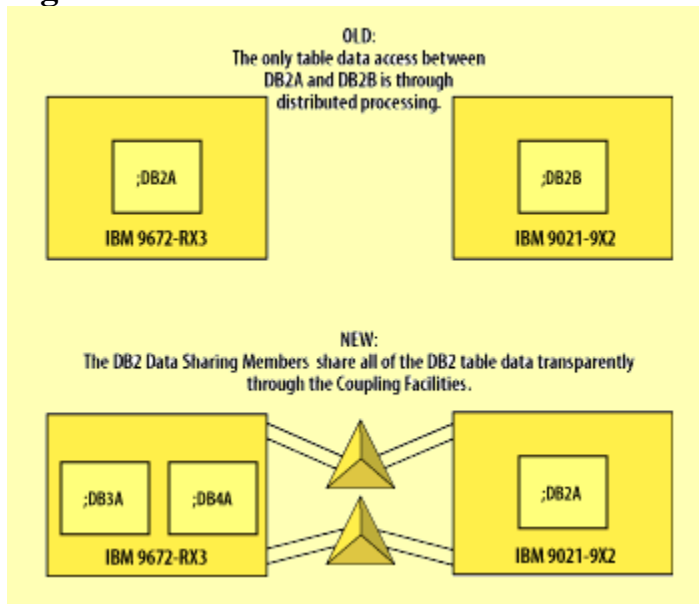 OLD:
The only table data access between
DB2A and DB2B is through
distributed processing.
;DB2A
IBM 9672-RX3
;DB2B
IBM 9021-9X2
NEW:
The DB2 Data Sharing Members share all of the DB2 table data transparently
through the Coupling Facilities.
;DB3A
;DB4A
IBM 9672-RX3
;DB2A
IBM 9021-9X2